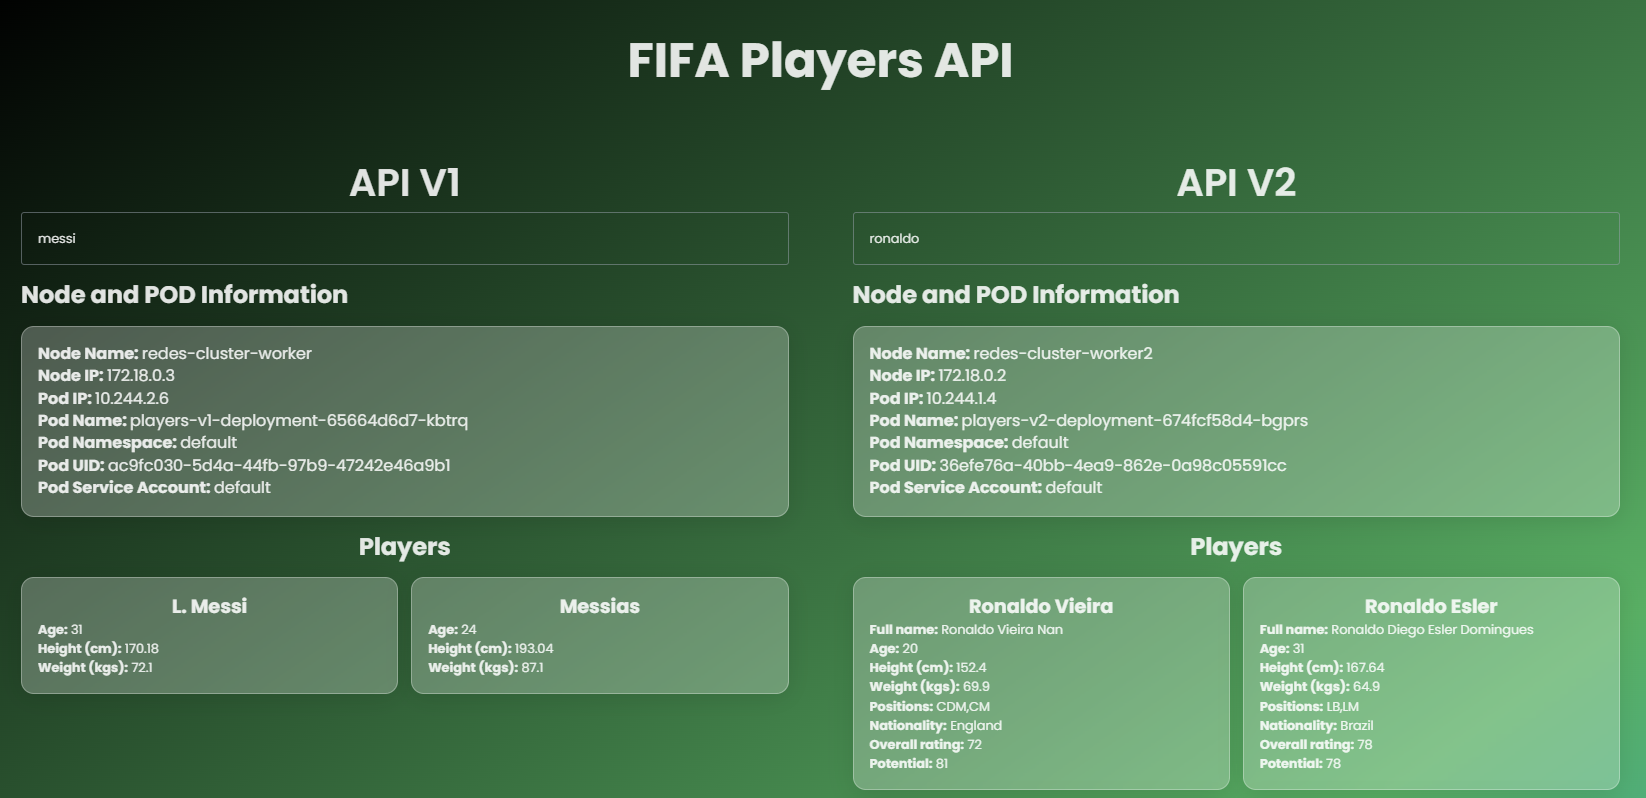 FIFA Players API
API V1
messi
Node and POD Information
Node Name: redes-cluster-worker
Node IP: 172.18.0.3
Pod IP: 10.244.2.6
Pod Name: players-v1-deployment-65664d6d7-kbtrq
Pod Namespace: default
Pod UID: ac9fc030-5d4a-44fb-97b9-47242e46a9b1
Pod Service Account: default
Players
L. Messi
Age: 31
Height (cm): 170.18
Weight (kgs): 72.1
Messias
Age: 24
Height (cm): 193.04
Weight (kgs): 87.1
API V2
ronaldo
Node and POD Information
Node Name: redes-cluster-worker2
Node IP: 172.18.0.2
Pod IP: 10.244.1.4
Pod Name: players-v2-deployment-674fcf58d4-bgprs
Pod Namespace: default
Pod UID: 36efe76a-40bb-4ea9-862e-0a98c05591cc
Pod Service Account: default
Players
Ronaldo Vieira
Full name: Ronaldo Vieira Nan
Age: 20
Height (cm): 152.4
Weight (kgs): 69.9
Positions: CDM,CM
Nationality: England
Overall rating: 72
Potential: 81
Ronaldo Esler
Full name: Ronaldo Diego Esler Domingues
Age: 31
Height (cm): 167.64
Weight (kgs): 64.9
Positions: LB,LM
Nationality: Brazil
Overall rating: 78
Potential: 78